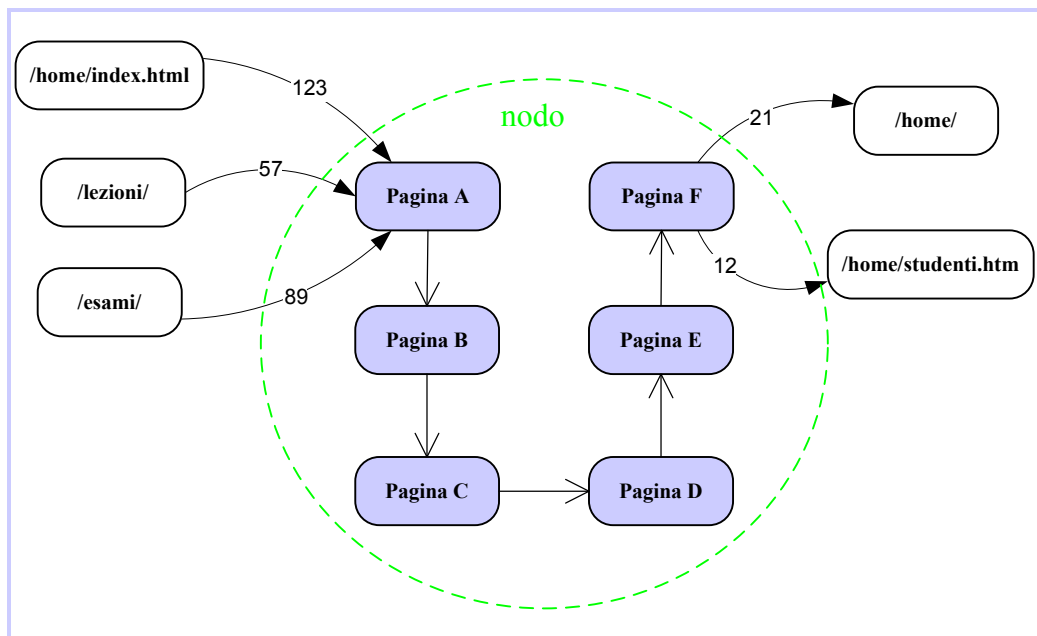 /home/index.html
123
nodo
21
/home/
/lezioni/
57
Pagina A
Pagina F
12
/home/studenti.htm
/esami/
89
Pagina B
Pagina E
Pagina C
Pagina D